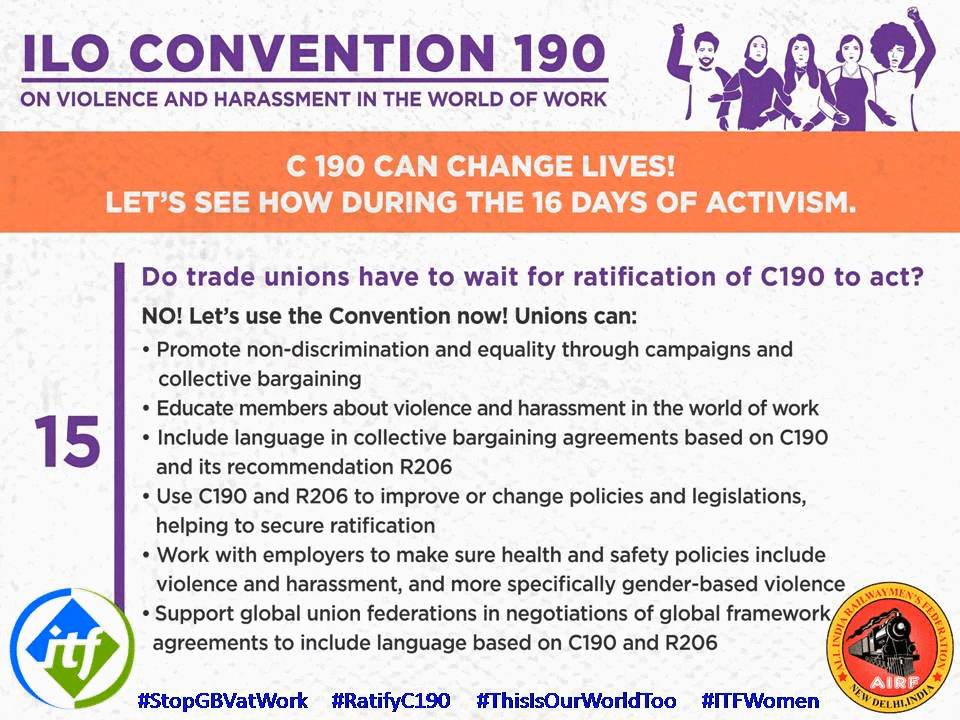 ILO CONVENTION 190
ON VIOLENCE AND HARASSMENT IN THE WORLD OF WORK
C 190 CAN CHANGE LIVES!
LET'S SEE HOW DURING THE 16 DAYS OF ACTIVISM.
15
Do trade unions have to wait for ratification of C190 to act?
NO! Let's use the Convention now! Unions can:
• Promote non-discrimination and equality through campaigns and
collective bargaining
• Educate members about violence and harassment in the world of work
• Include language in collective bargaining agreements based on C190
and its recommendation R206
• Use C190 and R206 to improve or change policies and legislations,
helping to secure ratification
• Work with employers to make sure health and safety policies include
violence and harassment, and more specifically gender-based violence
• Support global union federations in negotiations of global framework
agreements to include language based on C190 and R206
itf
ALL INDIA RAILWAYMEN'S FEDERATION
AIRF
NEW DELHI.INDIA
#StopGBVatWork #RatifyC190 #ThisIsOurWorldToo #ITFWomen